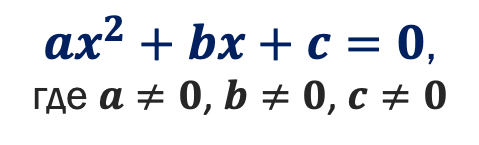 ax² + bx + c = 0,
где a ≠ 0, b ≠ 0, c ≠ 0